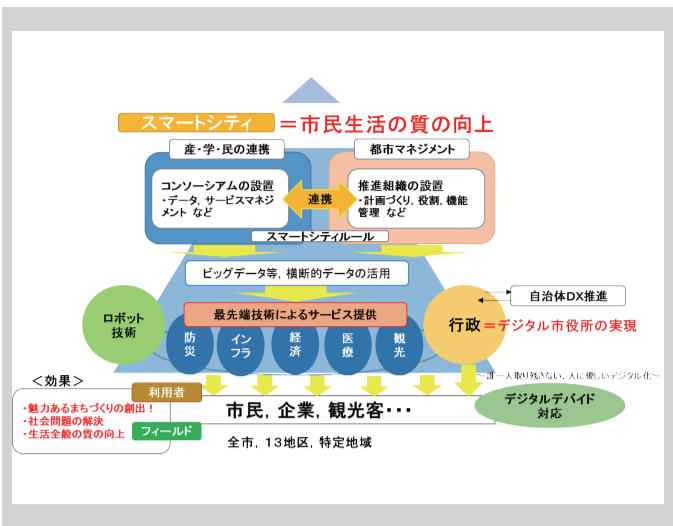 スマートシティ
＝市民生活の質の向上
産・学・民の連携
都市マネジメント
コンソーシアムの設置
・データ，サービスマネジ
メント など
連携
推進組織の設置
・計画づくり，役割，機能
管理 など
スマートシティルール
ビッグデータ等，横断的データの活用
ロボット
技術
最先端技術によるサービス提供
防災
インフラ
経済
医療
観光
行政＝デジタル市役所の実現
自治体DX推進
～誰一人取り残さない，人に優しいデジタル化～
＜効果＞
・魅力あるまちづくりの創出！
・社会問題の解決
・生活全般の質の向上
利用者
フィールド
市民，企業，観光客・・・
全市，１３地区，特定地域
デジタルデバイド
対応